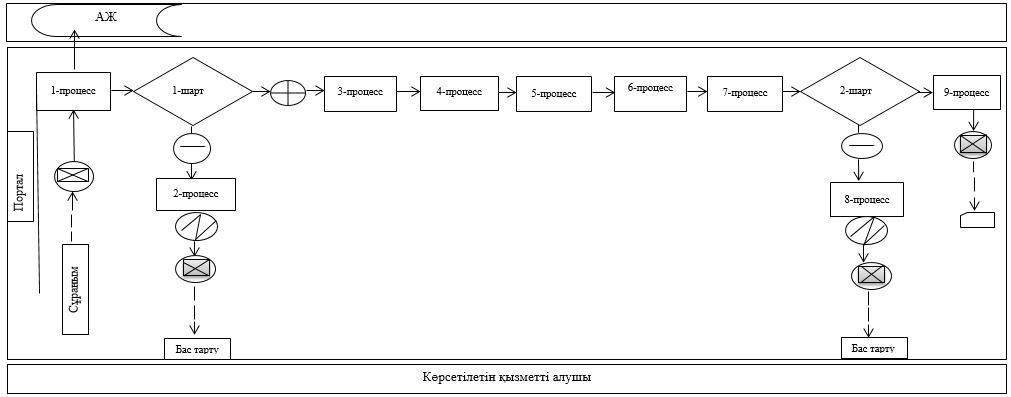 АЖ
1-процесс
1-шарт
3-процесс
4-процесс
5-процесс
6-процесс
7-процесс
2-шарт
9-процесс
Портал
2-процесс
8-процесс
Сұраным
Бас тарту
Бас тарту
Көрсетілетін қызметті алушы